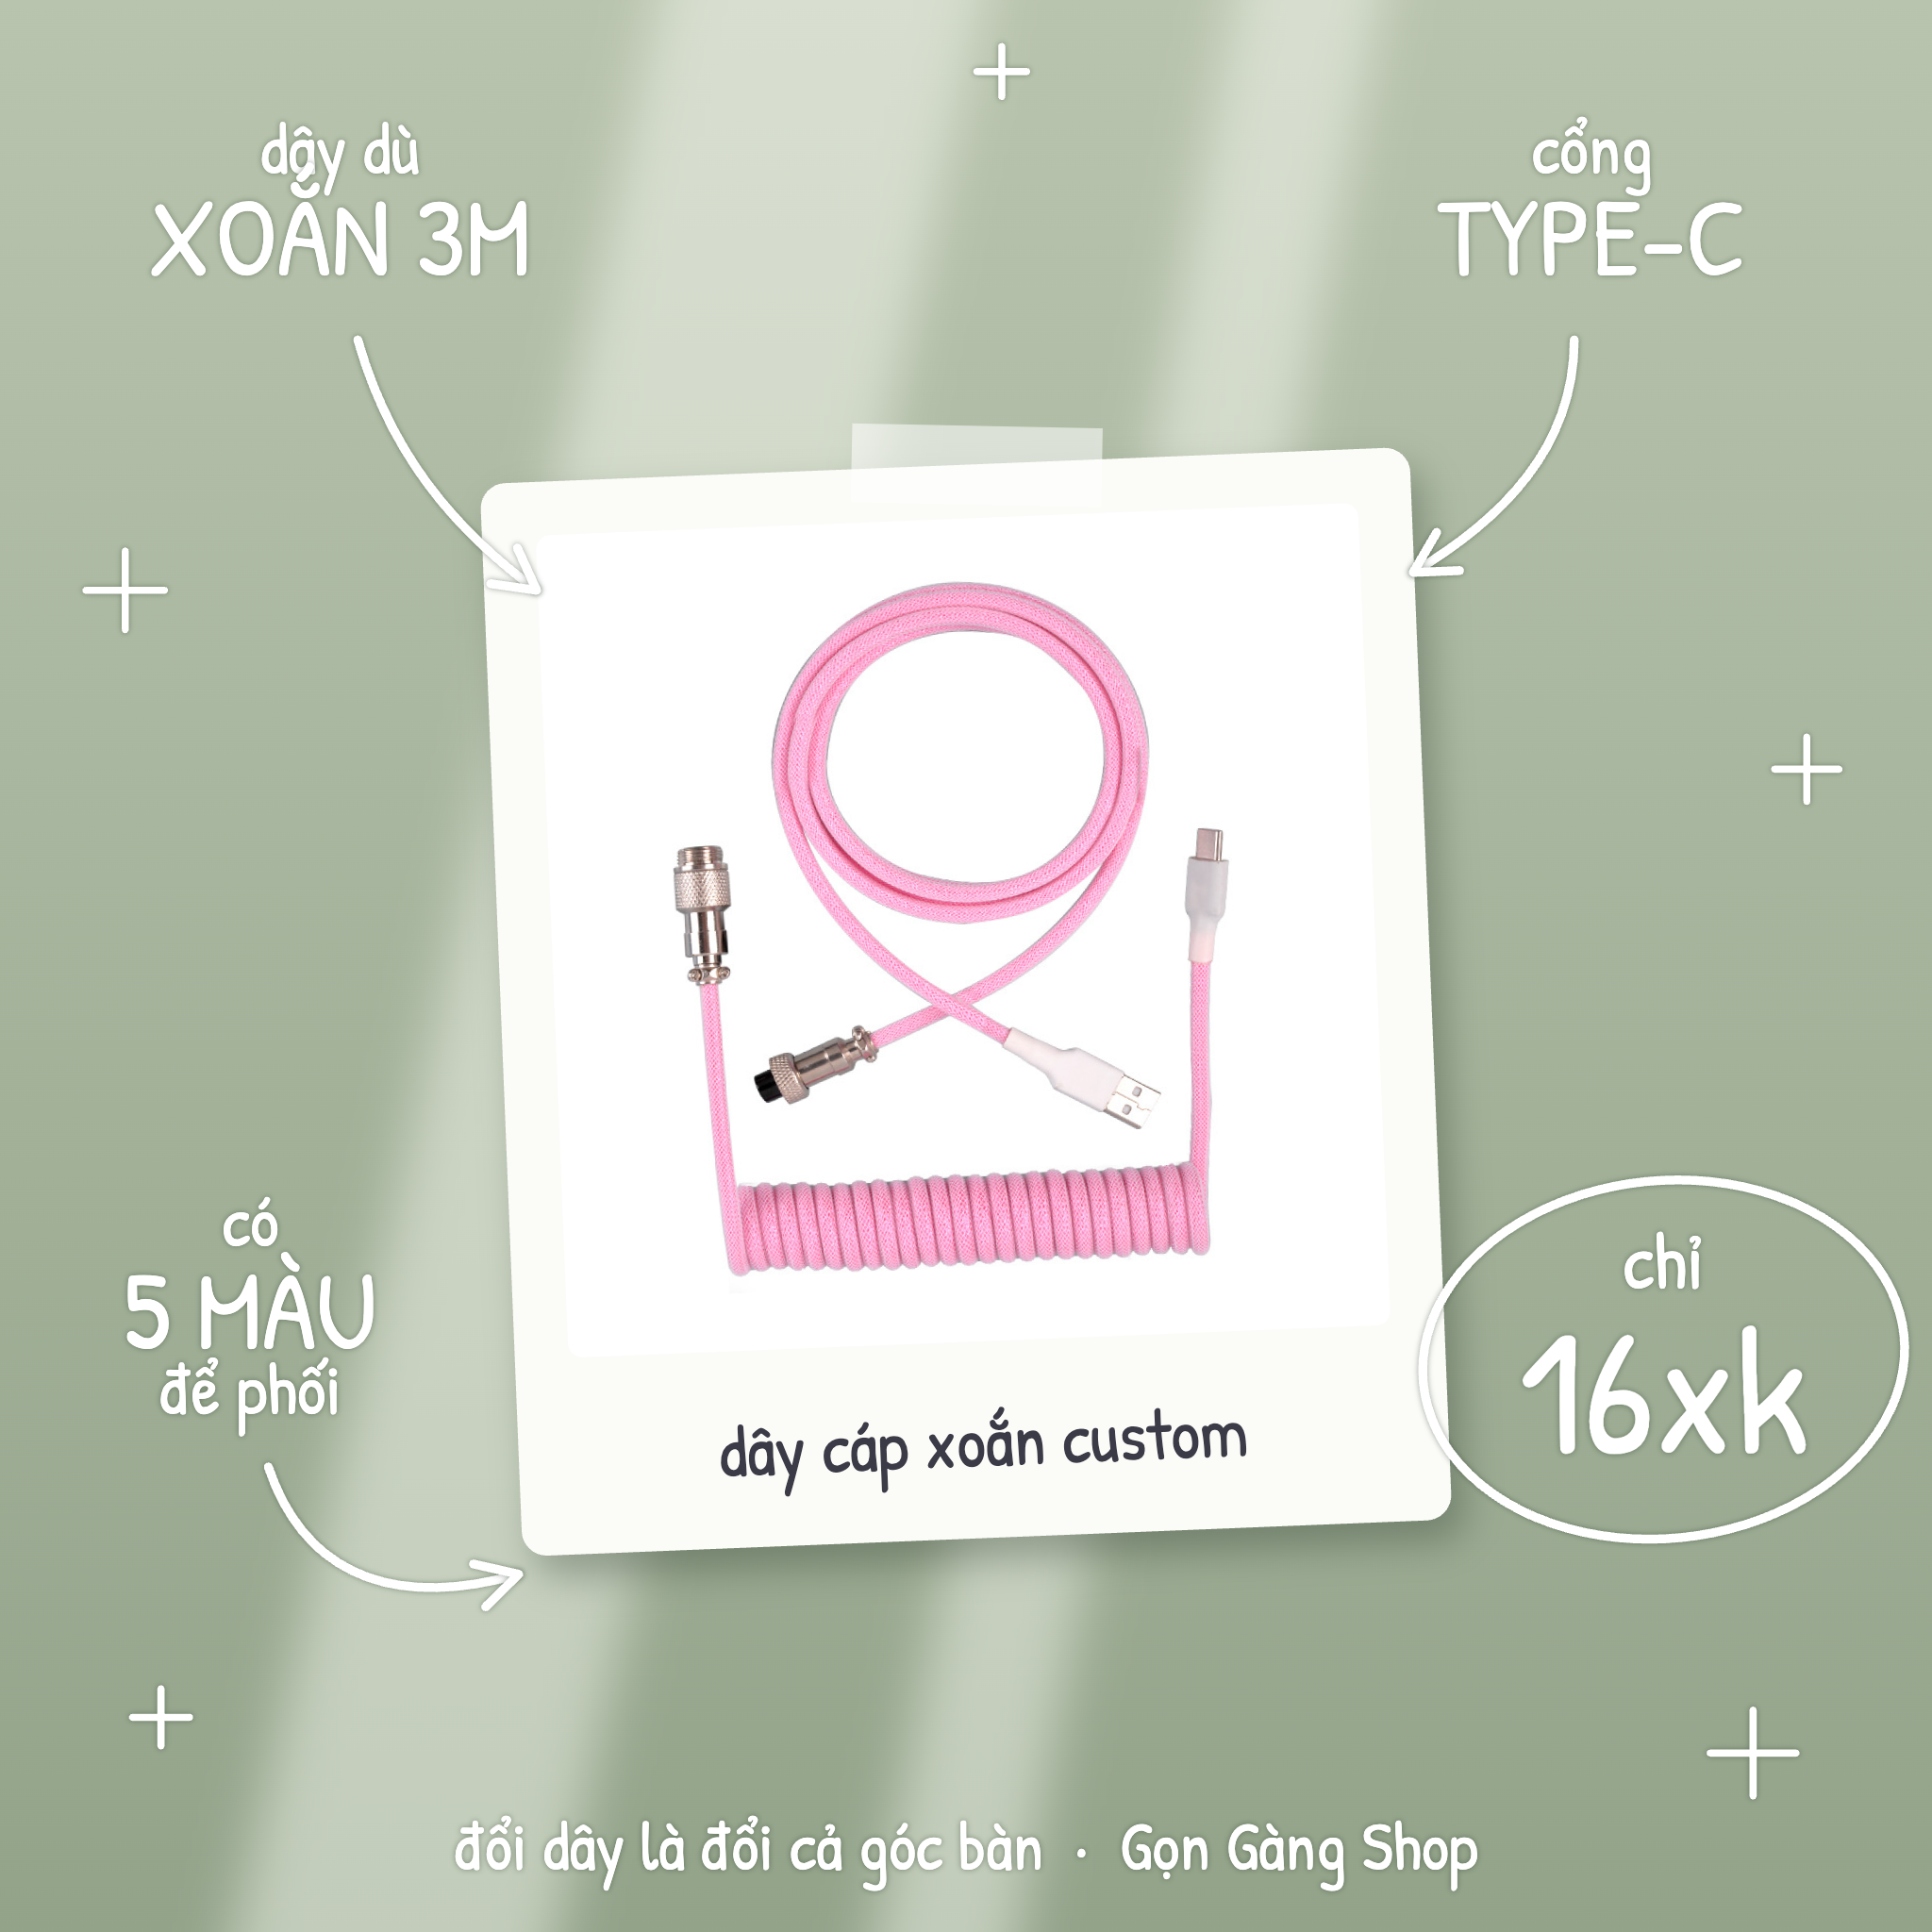 dây dù
XOẮN 3M
cổng
TYPE-C
có
5 MÀU
để phối
chỉ
16xk
dây cáp xoắn custom
đổi dây là đổi cả góc bàn · Gọn Gàng Shop